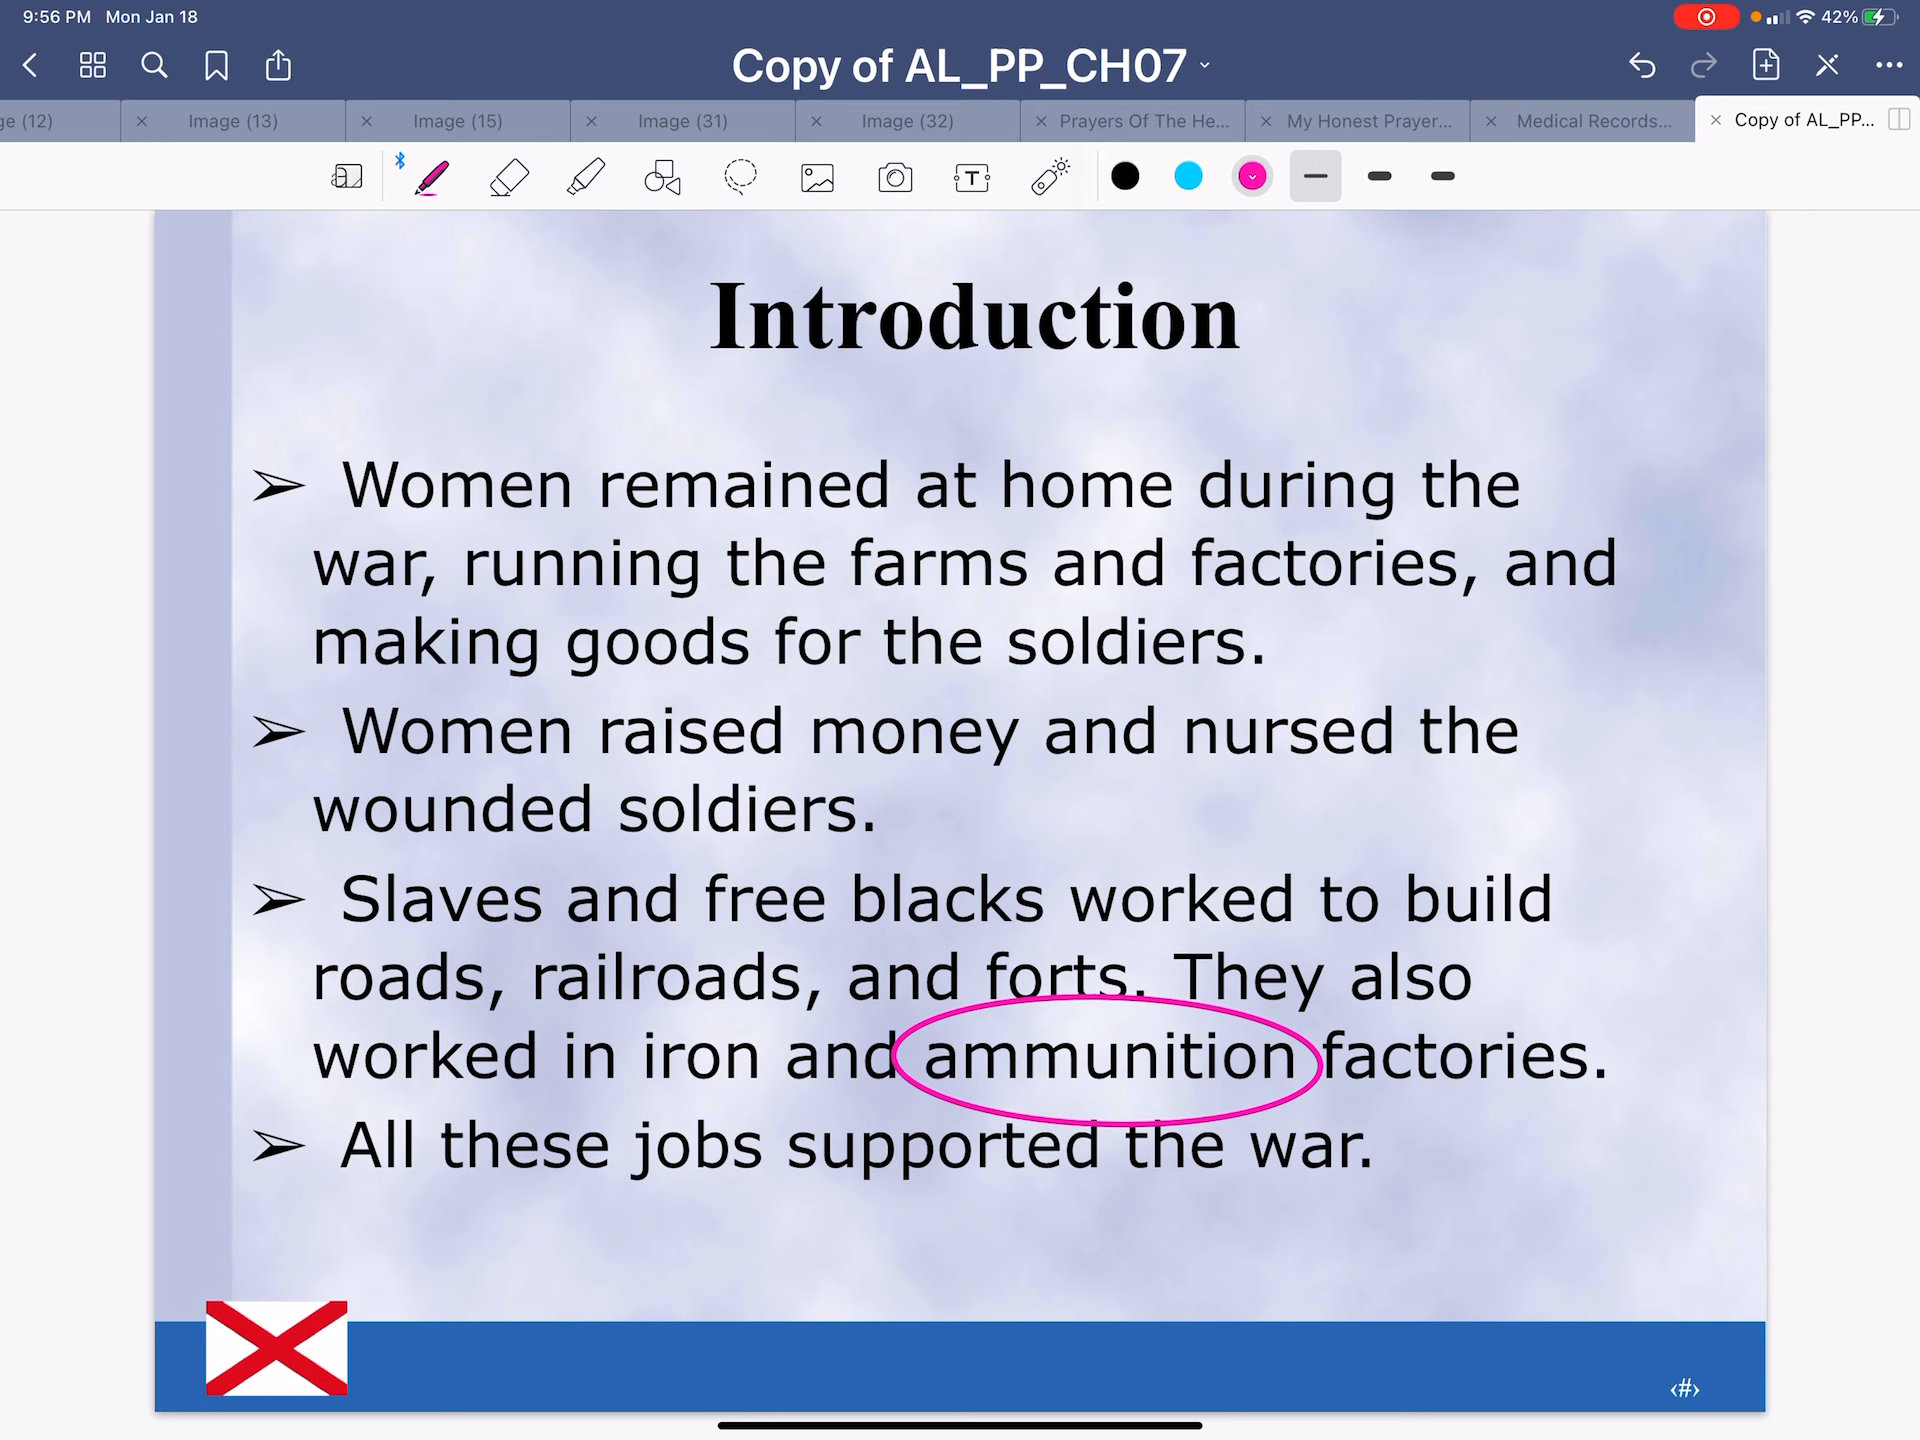 9:56 PM Mon Jan 18
42%
Copy of AL_PP_CH07
ge (12)
Image (13)
Image (15)
Image (31)
Image (32)
Prayers Of The He...
My Honest Prayer...
Medical Records...
Copy of AL_PP...
Introduction
➢ Women remained at home during the
war, running the farms and factories, and
making goods for the soldiers.
➢ Women raised money and nursed the
wounded soldiers.
➢ Slaves and free blacks worked to build
roads, railroads, and forts. They also
worked in iron and ammunition factories.
➢ All these jobs supported the war.
‹#›